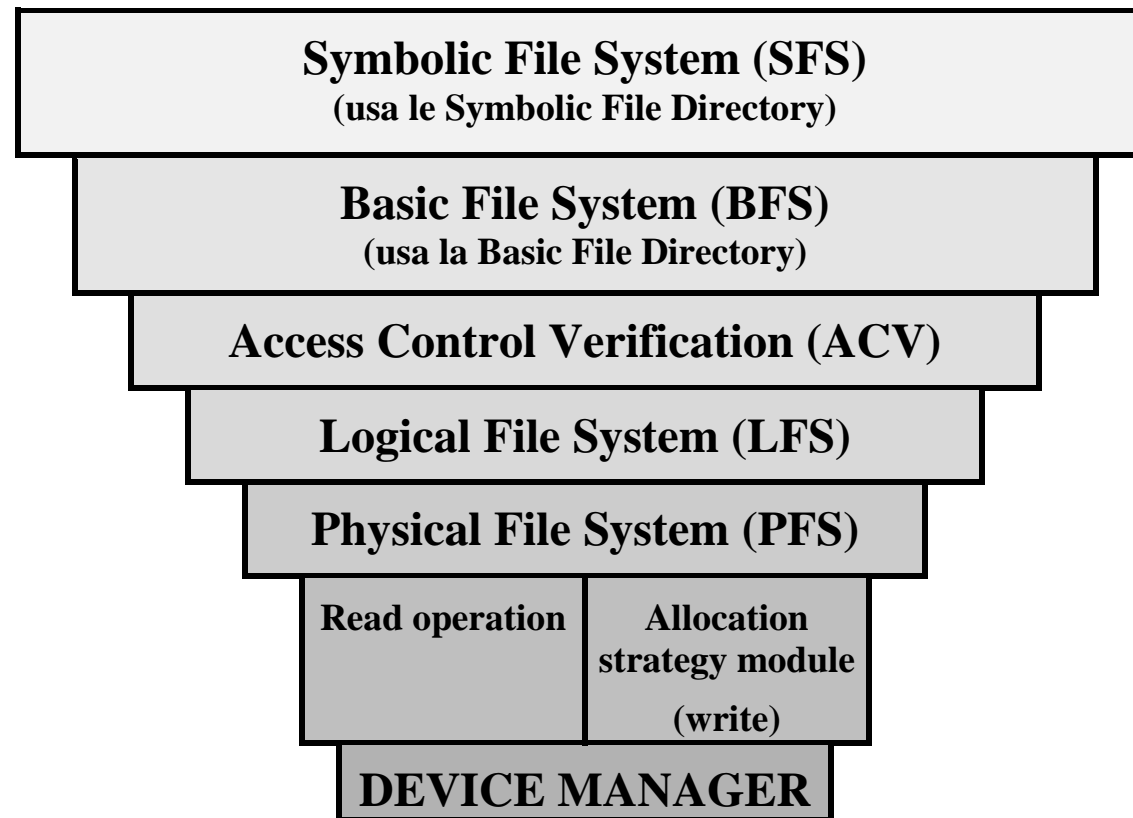 Symbolic File System (SFS)
(usa le Symbolic File Directory)
Basic File System (BFS)
(usa la Basic File Directory)
Access Control Verification (ACV)
Logical File System (LFS)
Physical File System (PFS)
Read operation
Allocation
strategy module
(write)
DEVICE MANAGER